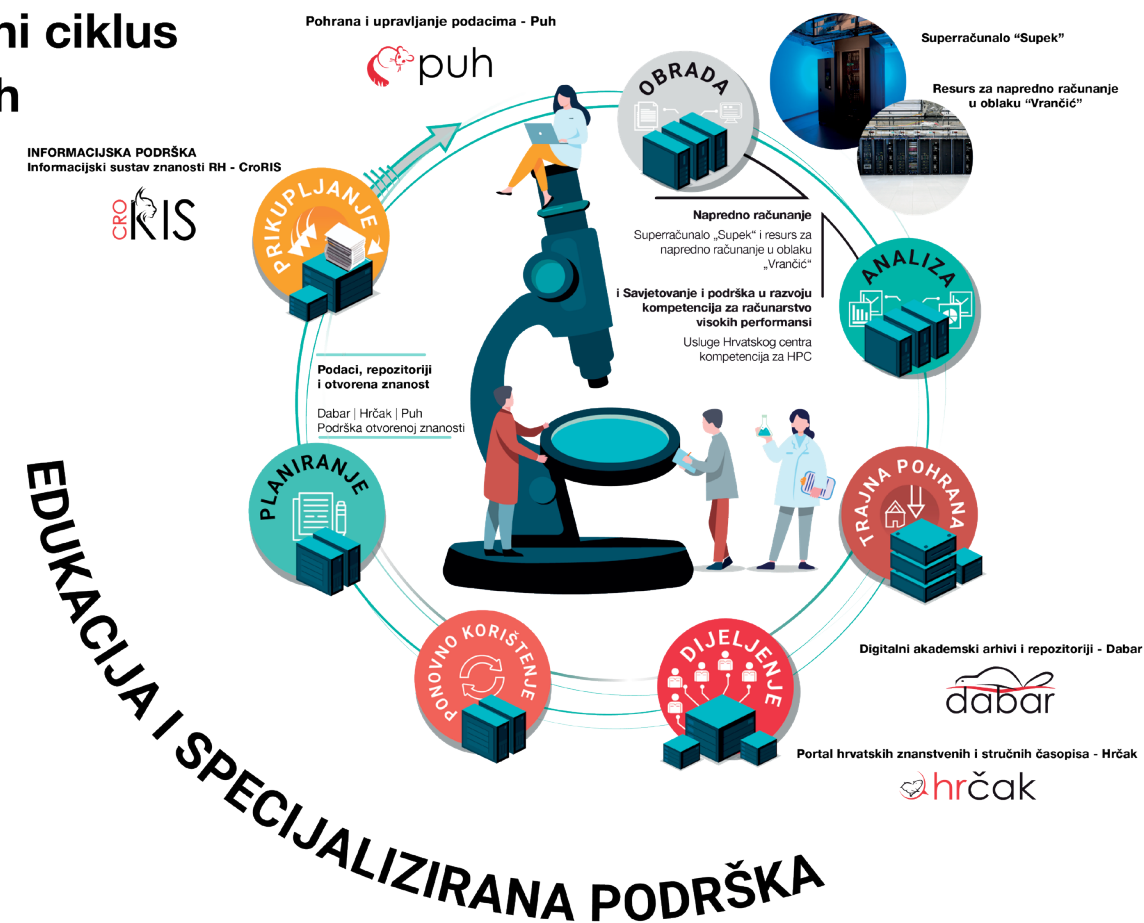 ni ciklus
h
Pohrana i upravljanje podacima - Puh
puh
INFORMACIJSKA PODRŠKA
Informacijski sustav znanosti RH - CroRIS
CRO
RIS
Superračunalo “Supek”
Resurs za napredno računanje
u oblaku “Vrančić”
OBRADA
PRIKUPLJANJE
ANALIZA
Napredno računanje
Superračunalo „Supek“ i resurs za
napredno računanje u oblaku
„Vrančić“
i Savjetovanje i podrška u razvoju
kompetencija za računarstvo
visokih performansi
Usluge Hrvatskog centra
kompetencija za HPC
Podaci, repozitoriji
i otvorena znanost
Dabar | Hrčak | Puh
Podrška otvorenoj znanosti
PLANIRANJE
TRAJNA POHRANA
PONOVNO KORIŠTENJE
DIJELJENJE
Digitalni akademski arhivi i repozitoriji - Dabar
dabar
Portal hrvatskih znanstvenih i stručnih časopisa - Hrčak
hrčak
EDUKACIJA I SPECIJALIZIRANA PODRŠKA